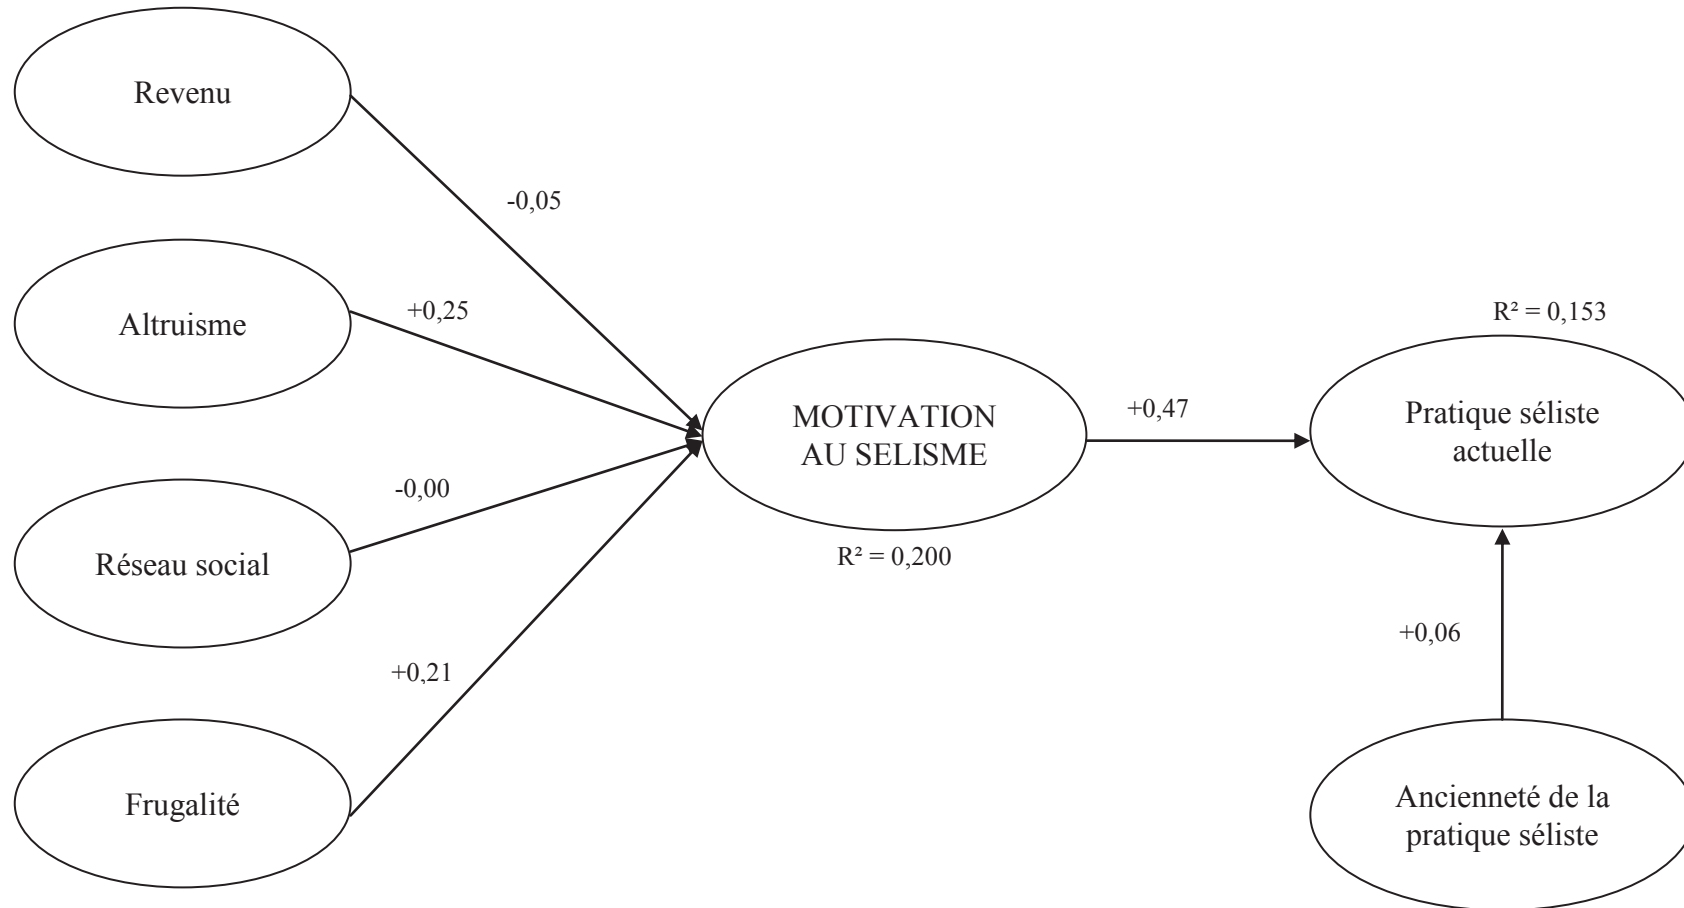 Revenu
-0,05
Altruisme
+0,25
R² = 0,153
MOTIVATION
AU SELISME
+0,47
Pratique séliste
actuelle
-0,00
Réseau social
R² = 0,200
+0,06
+0,21
Frugalité
Ancienneté de la
pratique séliste